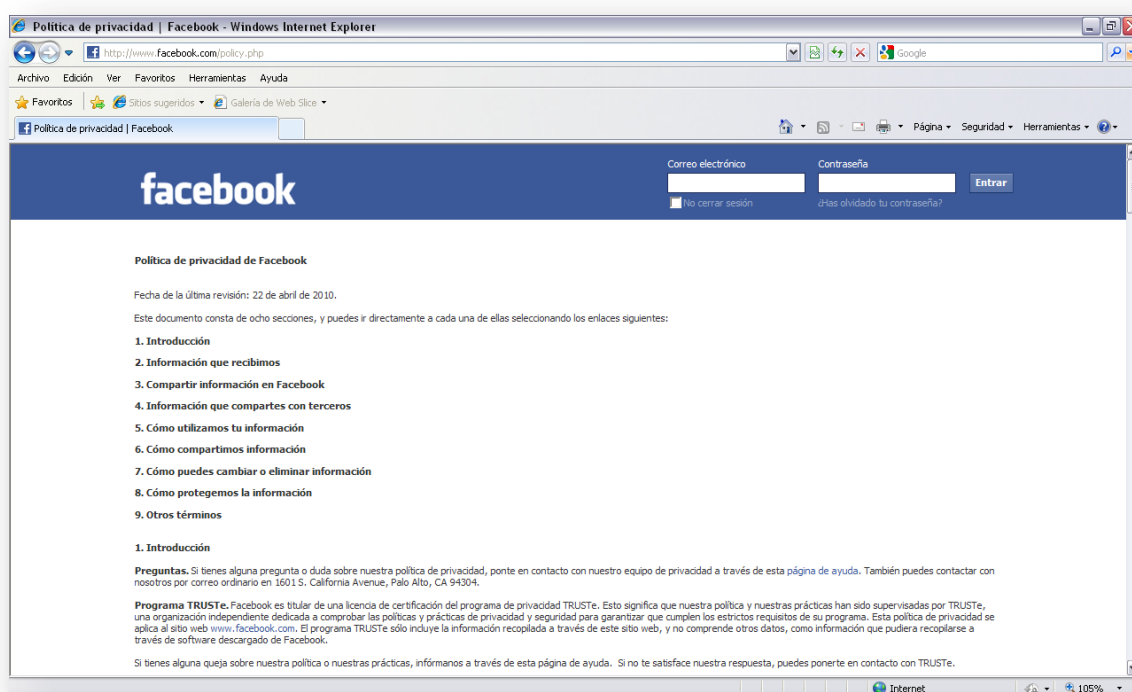 Política de privacidad | Facebook - Windows Internet Explorer
http://www.facebook.com/policy.php
Google
Archivo Edición Ver Favoritos Herramientas Ayuda
Favoritos Sitios sugeridos Galería de Web Slice
Política de privacidad | Facebook
Página Seguridad Herramientas
Correo electrónico Contraseña
facebook
Entrar
No cerrar sesión ¿Has olvidado tu contraseña?
Política de privacidad de Facebook
Fecha de la última revisión: 22 de abril de 2010.
Este documento consta de ocho secciones, y puedes ir directamente a cada una de ellas seleccionando los enlaces siguientes:
1. Introducción
2. Información que recibimos
3. Compartir información en Facebook
4. Información que compartes con terceros
5. Cómo utilizamos tu información
6. Cómo compartimos información
7. Cómo puedes cambiar o eliminar información
8. Cómo protegemos la información
9. Otros términos
1. Introducción
Preguntas. Si tienes alguna pregunta o duda sobre nuestra política de privacidad, ponte en contacto con nuestro equipo de privacidad a través de esta página de ayuda. También puedes contactar con
nosotros por correo ordinario en 1601 S. California Avenue, Palo Alto, CA 94304.
Programa TRUSTe. Facebook es titular de una licencia de certificación del programa de privacidad TRUSTe. Esto significa que nuestra política y nuestras prácticas han sido supervisadas por TRUSTe,
una organización independiente dedicada a comprobar las políticas y prácticas de privacidad y seguridad para garantizar que cumplen los estrictos requisitos de su programa. Esta política de privacidad se
aplica al sitio web www.facebook.com. El programa TRUSTe sólo incluye la información recopilada a través de este sitio web, y no comprende otros datos, como información que pudiera recopilarse a
través de software descargado de Facebook.
Si tienes alguna queja sobre nuestra política o nuestras prácticas, infórmanos a través de esta página de ayuda. Si no te satisface nuestra respuesta, puedes ponerte en contacto con TRUSTe.
Internet 105%